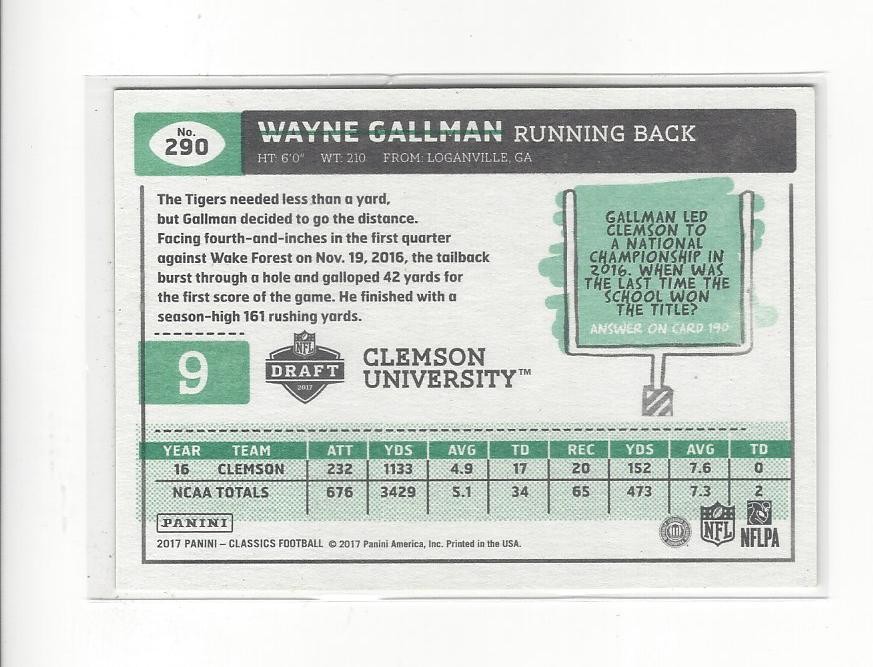 No.
290
WAYNE GALLMAN RUNNING BACK
HT: 6'0" WT: 210 FROM: LOGANVILLE, GA
The Tigers needed less than a yard,
but Gallman decided to go the distance.
Facing fourth-and-inches in the first quarter
against Wake Forest on Nov. 19, 2016, the tailback
burst through a hole and galloped 42 yards for
the first score of the game. He finished with a
season-high 161 rushing yards.
GALLMAN LED
CLEMSON TO
A NATIONAL
CHAMPIONSHIP IN
2016. WHEN WAS
THE LAST TIME THE
SCHOOL WON
THE TITLE?
ANSWER ON CARD 190
9
NFL
DRAFT
2017
CLEMSON
UNIVERSITY™
YEAR TEAM ATT YDS AVG TD REC YDS AVG TD
16 CLEMSON 232 1133 4.9 17 20 152 7.6 0
NCAA TOTALS 676 3429 5.1 34 65 473 7.3 2
PANINI
2017 PANINI – CLASSICS FOOTBALL © 2017 Panini America, Inc. Printed in the USA.
NFL
NFLPA